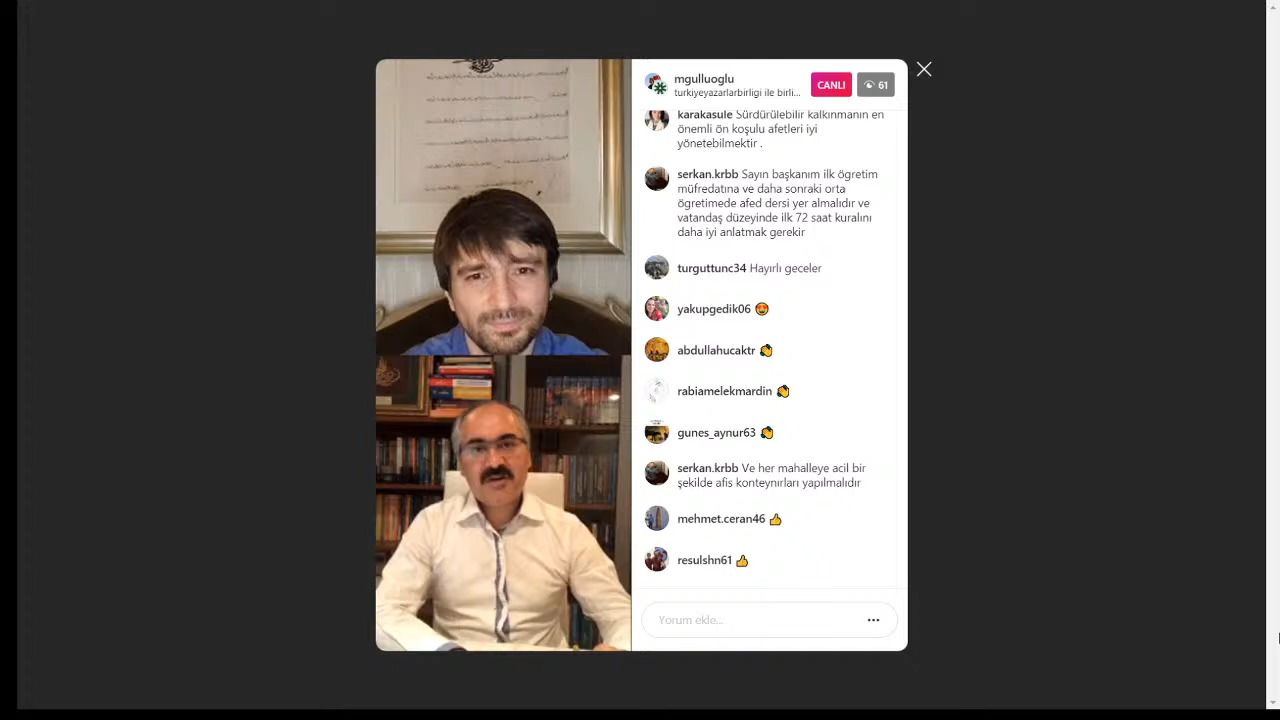 mgulluoglu
turkiyeyazarlarbirligi ile birli...
CANLI
61
karakasule Sürdürülebilir kalkınmanın en
önemli ön koşulu afetleri iyi
yönetebilmektir .
serkan.krbb Sayın başkanım ilk ögretim
müfredatına ve daha sonraki orta
ögretimede afed dersi yer almalıdır ve
vatandaş düzeyinde ilk 72 saat kuralını
daha iyi anlatmak gerekir
turguttunc34 Hayırlı geceler
yakupgedik06 😍
abdullahucaktr 👏
rabiamelekmardin 👏
gunes_aynur63 👏
serkan.krbb Ve her mahalleye acil bir
şekilde afis konteynırları yapılmalıdır
mehmet.ceran46 👍
resulshn61 👍
Yorum ekle...